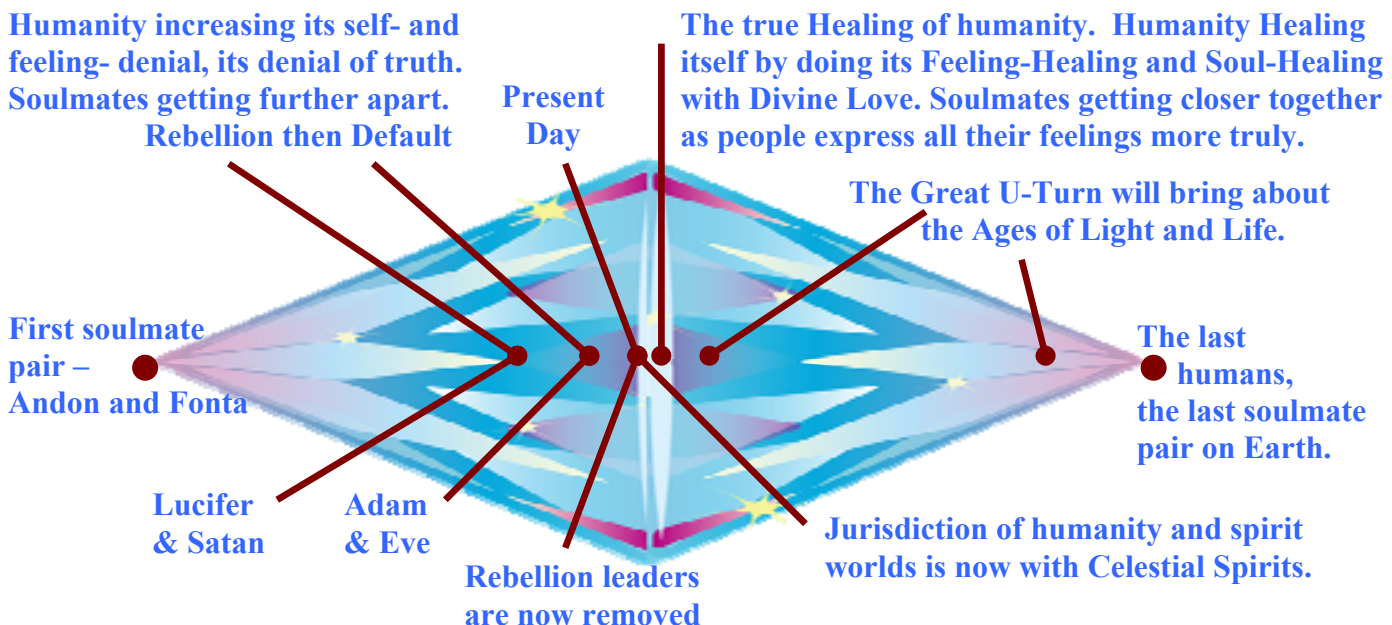 Humanity increasing its self- and
feeling- denial, its denial of truth.
Soulmates getting further apart.
Rebellion then Default
Present
Day
The true Healing of humanity.  Humanity Healing
itself by doing its Feeling-Healing and Soul-Healing
with Divine Love. Soulmates getting closer together
as people express all their feelings more truly.
The Great U-Turn will bring about
the Ages of Light and Life.
First soulmate
pair –
Andon and Fonta
The last
humans,
the last soulmate
pair on Earth.
Lucifer
& Satan
Adam
& Eve
Rebellion leaders
are now removed
Jurisdiction of humanity and spirit
worlds is now with Celestial Spirits.